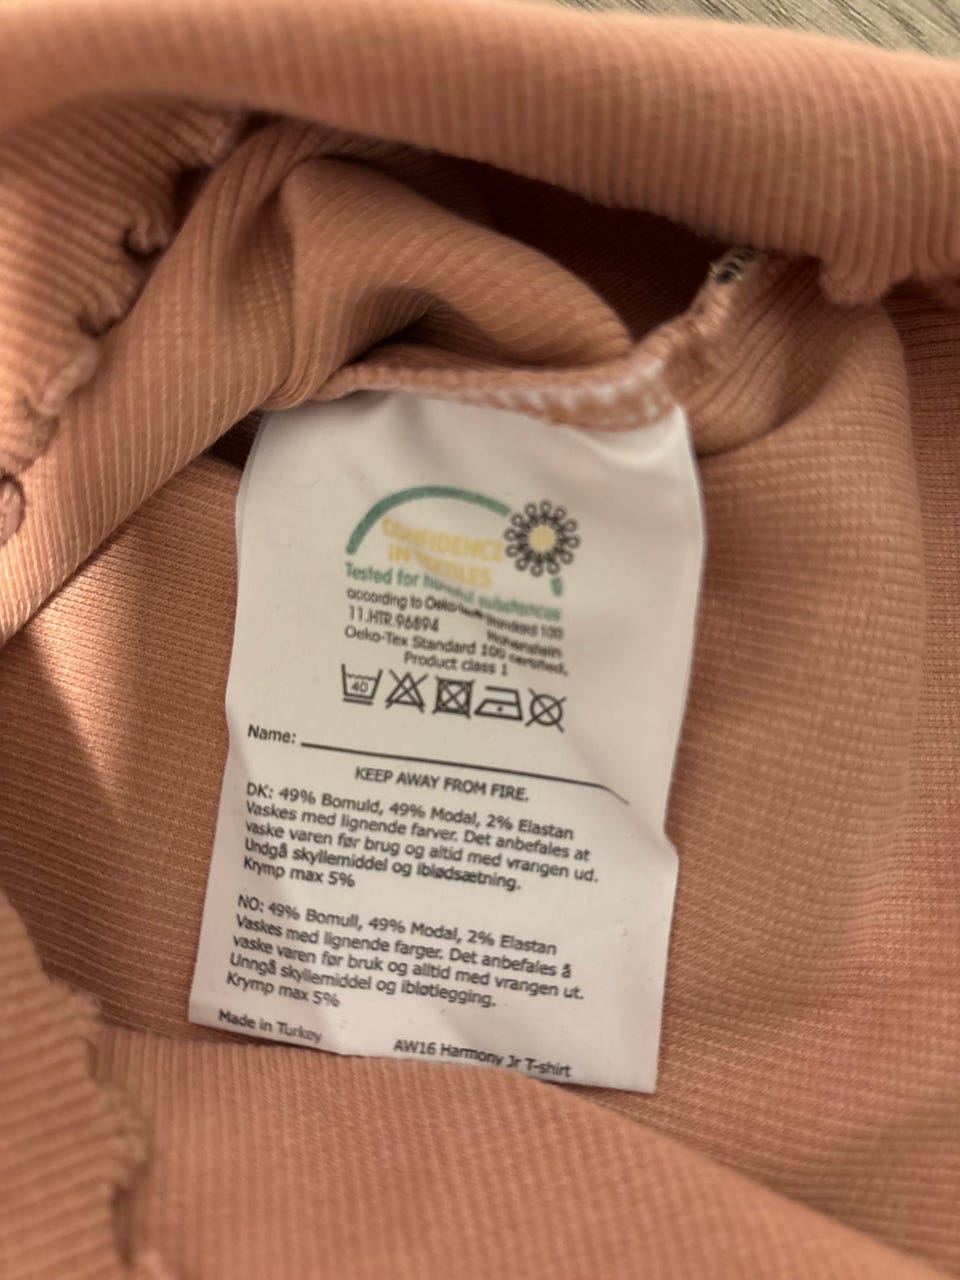 CONFIDENCE
IN TEXTILES
Tested for harmful substances
according to Oeko-Tex Standard 100
11.HTR.96894 Hohenstein
Oeko-Tex Standard 100 certified,
Product class 1
40
Name:
KEEP AWAY FROM FIRE.
DK: 49% Bomuld, 49% Modal, 2% Elastan
Vaskes med lignende farver. Det anbefales at
vaske varen før brug og altid med vrangen ud.
Undgå skyllemiddel og iblødsætning.
Krymp max 5%
NO: 49% Bomull, 49% Modal, 2% Elastan
Vaskes med lignende farger. Det anbefales å
vaske varen før bruk og alltid med vrangen ut.
Unngå skyllemiddel og ibløtlegging.
Krymp max 5%
Made in Turkey
AW16 Harmony Jr T-shirt